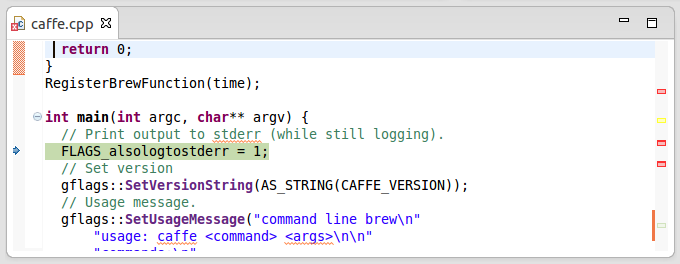 caffe.cpp
return 0;
}
RegisterBrewFunction(time);
int main(int argc, char** argv) {
// Print output to stderr (while still logging).
FLAGS_alsologtostderr = 1;
// Set version
gflags::SetVersionString(AS_STRING(CAFFE_VERSION));
// Usage message.
gflags::SetUsageMessage("command line brew\n"
"usage: caffe <command> <args>\n\n"
"commands:\n"